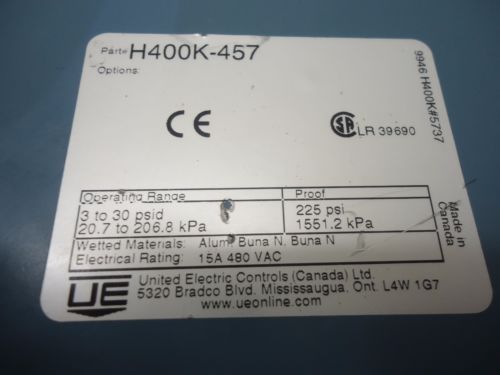 Part# H400K-457
Options:
CE
SA LR 39690
9946 H400K#5737
Operating Range Proof
3 to 30 psid 225 psi
20.7 to 206.8 kPa 1551.2 kPa
Wetted Materials: Alum, Buna N, Buna N
Electrical Rating: 15A 480 VAC
Made in
Canada
UE
United Electric Controls (Canada) Ltd.
5320 Bradco Blvd. Mississaugua. Ont. L4W 1G7
www.ueonline.com